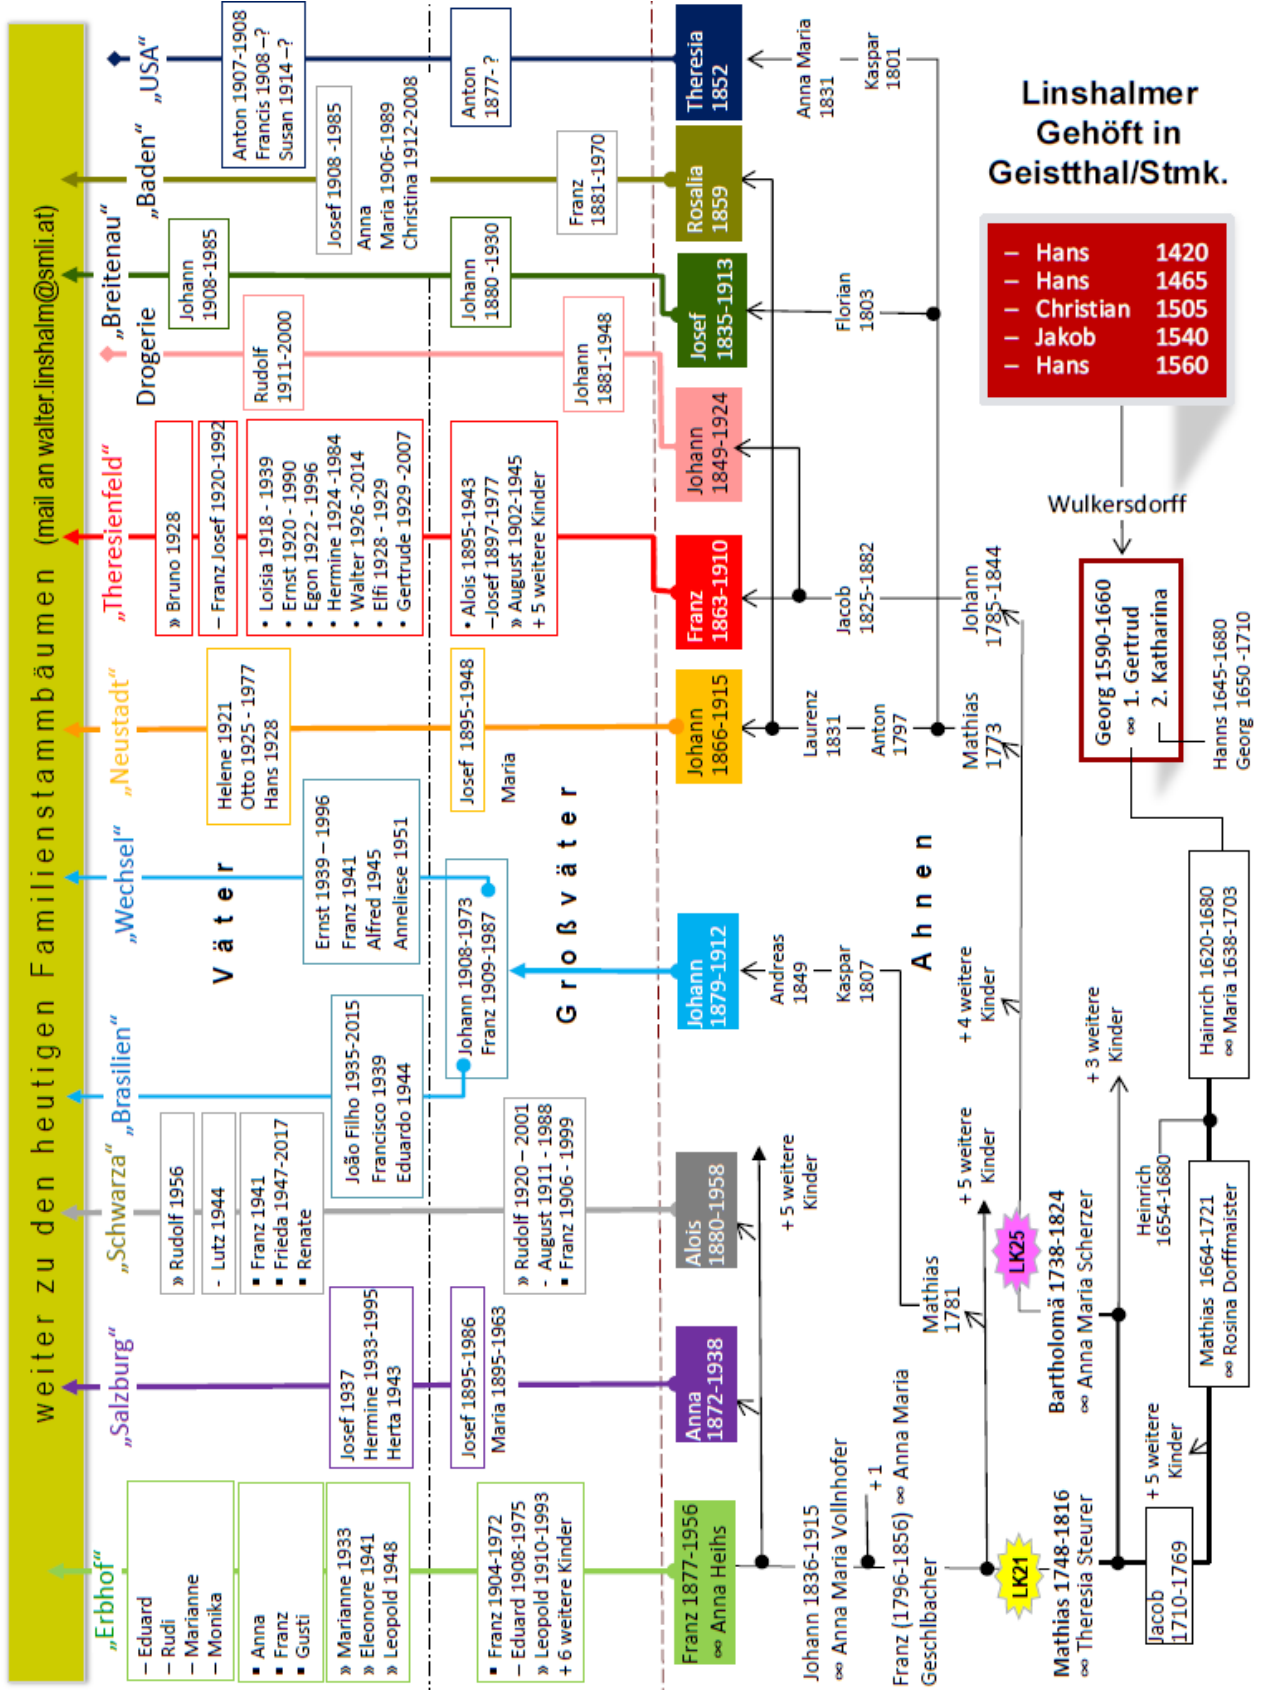 weiter zu den heutigen Familienstammbäumen (mail an walter.linshalm@smli.at)
„Erbhof“
„Salzburg“
„Schwarza“
„Brasilien“
„Wechsel“
„Neustadt“
„Theresienfeld“
Drogerie
„Breitenau“
„Baden“
„USA“
– Eduard
– Rudi
– Marianne
– Monika
▪ Anna
▪ Franz
▪ Gusti
» Marianne 1933
» Eleonore 1941
» Leopold 1948
Josef 1937
Hermine 1933-1995
Herta 1943
» Rudolf 1956
- Lutz 1944
▪ Franz 1941
▪ Frieda 1947-2017
▪ Renate
João Filho 1935-2015
Francisco 1939
Eduardo 1944
Väter
Ernst 1939 – 1996
Franz 1941
Alfred 1945
Anneliese 1951
Helene 1921
Otto 1925 - 1977
Hans 1928
» Bruno 1928
– Franz Josef 1920-1992
• Loisia 1918 - 1939
• Ernst 1920 - 1990
• Egon 1922 - 1996
• Hermine 1924 -1984
• Walter 1926 -2014
• Elfi 1928 - 1929
• Gertrude 1929 -2007
Rudolf
1911-2000
Johann
1908-1985
Josef 1908 -1985
Anna
Maria 1906-1989
Christina 1912-2008
Anton 1907-1908
Francis 1908 –?
Susan 1914 –?
▪ Franz 1904-1972
– Eduard 1908-1975
» Leopold 1910-1993
+ 6 weitere Kinder
Josef 1895-1986
Maria 1895-1963
» Rudolf 1920 – 2001
- August 1911 - 1988
▪ Franz 1906 - 1999
Johann 1908-1973
Franz 1909-1987
Großväter
Josef 1895-1948
Maria
• Alois 1895-1943
–Josef 1897-1977
» August 1902-1945
+ 5 weitere Kinder
Johann
1881-1948
Johann
1880 -1930
Franz
1881-1970
Anton
1877- ?
Franz 1877-1956
∞ Anna Heihs
Anna
1872-1938
Alois
1880-1958
Johann
1879-1912
Johann
1866-1915
Franz
1863-1910
Johann
1849-1924
Josef
1835-1913
Rosalia
1859
Theresia
1852
Johann 1836-1915
∞ Anna Maria Vollnhofer
+ 1
Franz (1796-1856) ∞ Anna Maria
Geschlbacher
+ 5 weitere
Kinder
Mathias
1781
+ 5 weitere
Kinder
Andreas
1849
Kaspar
1807
Ahnen
+ 4 weitere
Kinder
Laurenz
1831
Anton
1797
Mathias
1773
Jacob
1825-1882
Johann
1785-1844
Florian
1803
Anna Maria
1831
Kaspar
1801
LK21
Mathias 1748-1816
∞ Theresia Steurer
LK25
Bartholomä 1738-1824
∞ Anna Maria Scherzer
+ 3 weitere
Kinder
Jacob
1710-1769
+ 5 weitere
Kinder
Mathias 1664-1721
∞ Rosina Dorffmaister
Heinrich
1654-1680
Hainrich 1620-1680
∞ Maria 1638-1703
Georg 1590-1660
∞ 1. Gertrud
2. Katharina
Hanns 1645-1680
Georg 1650 -1710
Wulkersdorff
Linshalmer
Gehöft in
Geistthal/Stmk.
– Hans 1420
– Hans 1465
– Christian 1505
– Jakob 1540
– Hans 1560